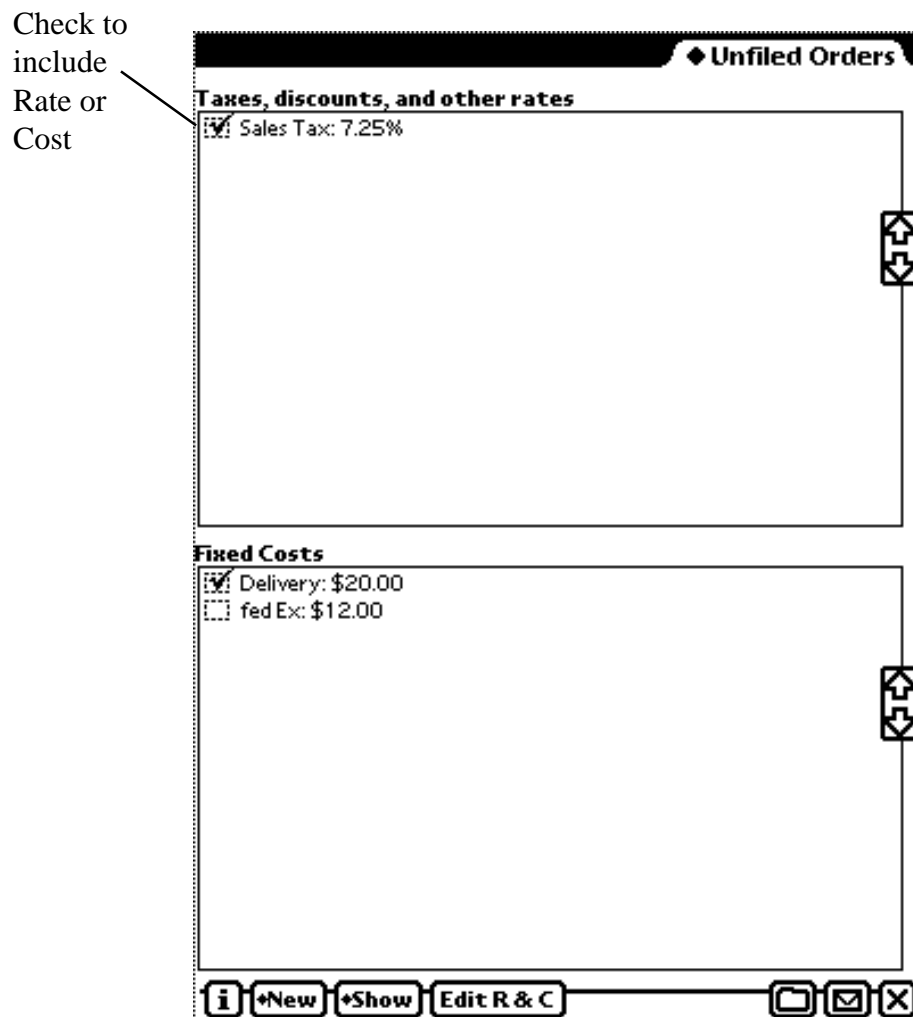 Check to
include
Rate or
Cost
◆Unfiled Orders
Taxes, discounts, and other rates
Sales Tax: 7.25%
Fixed Costs
Delivery: $20.00
fed Ex: $12.00
i ◆New ◆Show Edit R & C